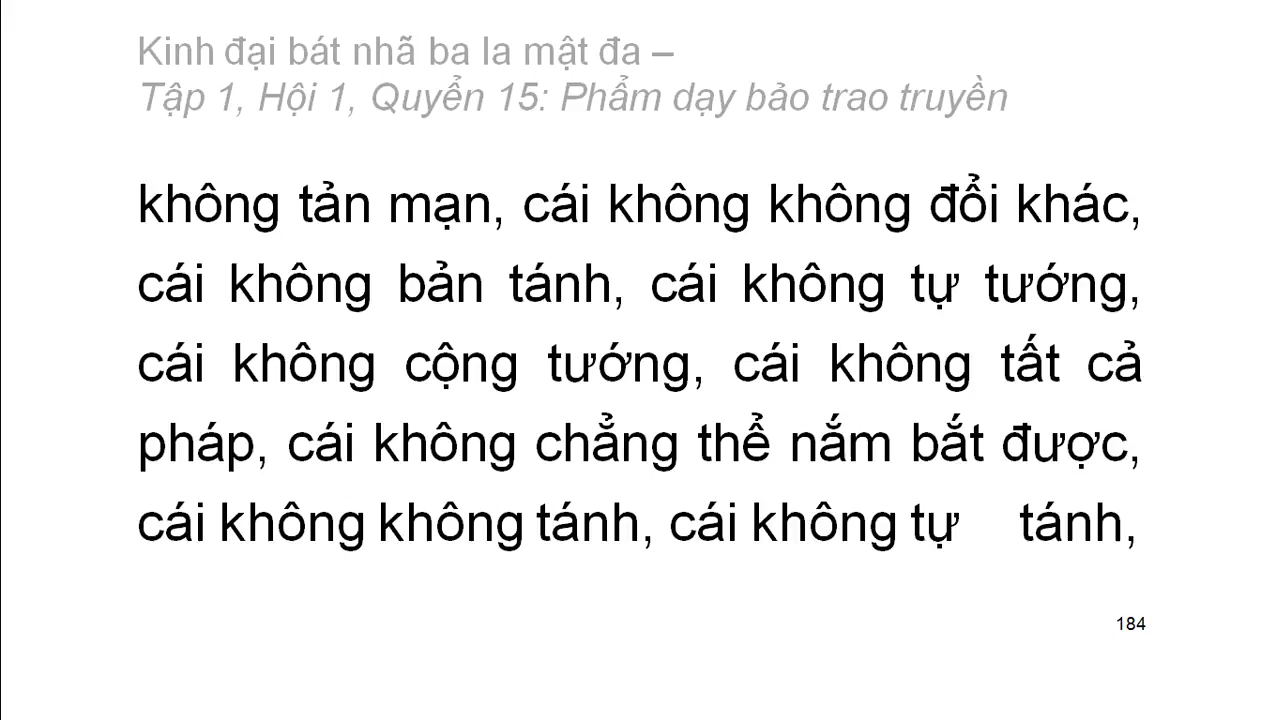 Kinh đại bát nhã ba la mật đa –
Tập 1, Hội 1, Quyển 15: Phẩm dạy bảo trao truyền
không tản mạn, cái không không đổi khác,
cái không bản tánh, cái không tự tướng,
cái không cộng tướng, cái không tất cả
pháp, cái không chẳng thể nắm bắt được,
cái không không tánh, cái không tự tánh,
184